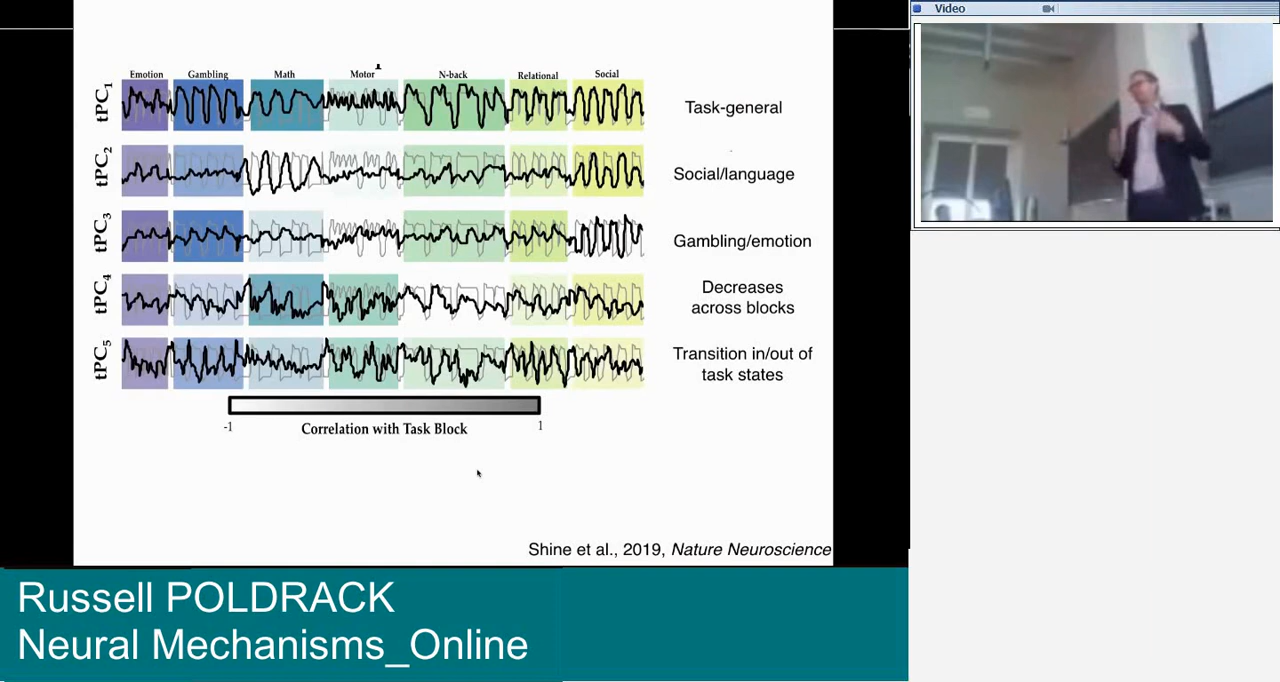 Video
Emotion Gambling Math Motor N-back Relational Social
tPC1
Task-general
tPC2
Social/language
tPC3
Gambling/emotion
tPC4
Decreases
across blocks
tPC5
Transition in/out of
task states
-1 Correlation with Task Block 1
Shine et al., 2019, Nature Neuroscience
Russell POLDRACK
Neural Mechanisms_Online